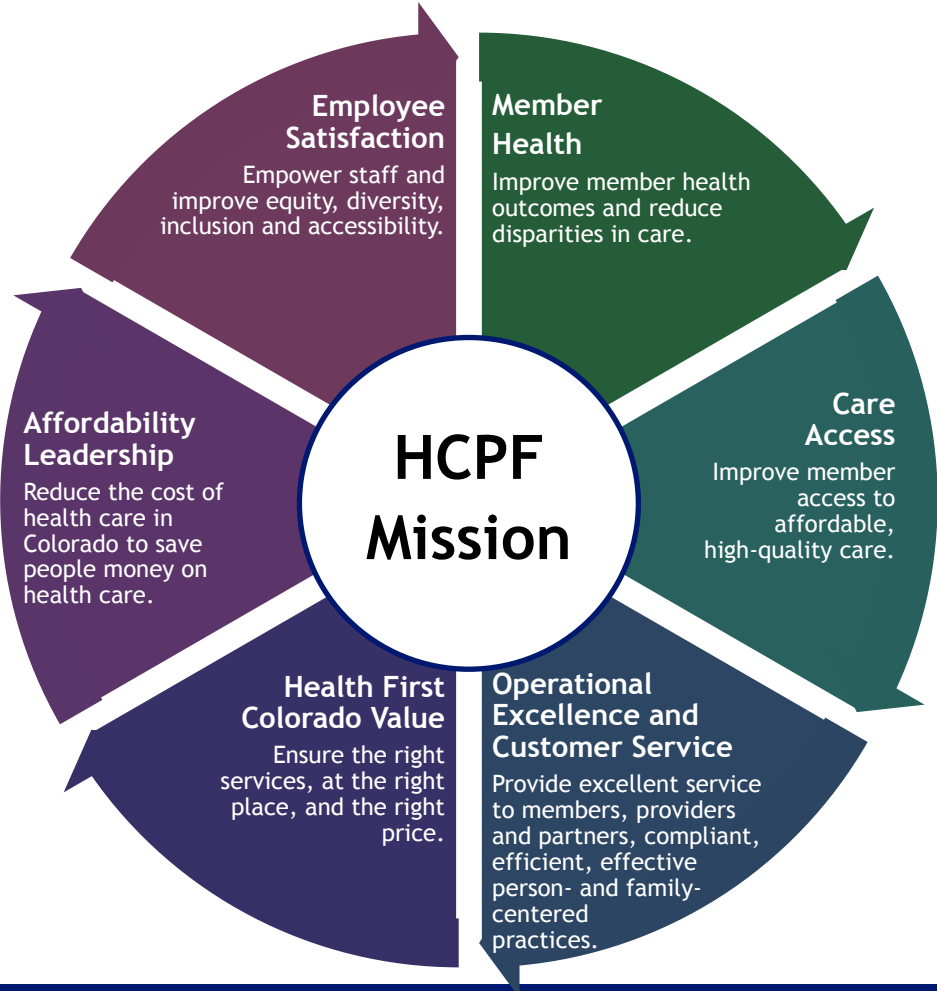 Employee
Satisfaction
Empower staff and
improve equity, diversity,
inclusion and accessibility.
Member
Health
Improve member health
outcomes and reduce
disparities in care.
Care
Access
Improve member
access to
affordable,
high-quality care.
Operational
Excellence and
Customer Service
Provide excellent service
to members, providers
and partners, compliant,
efficient, effective
person- and family-
centered
practices.
Health First
Colorado Value
Ensure the right
services, at the right
place, and the right
price.
Affordability
Leadership
Reduce the cost of
health care in
Colorado to save
people money on
health care.
HCPF
Mission